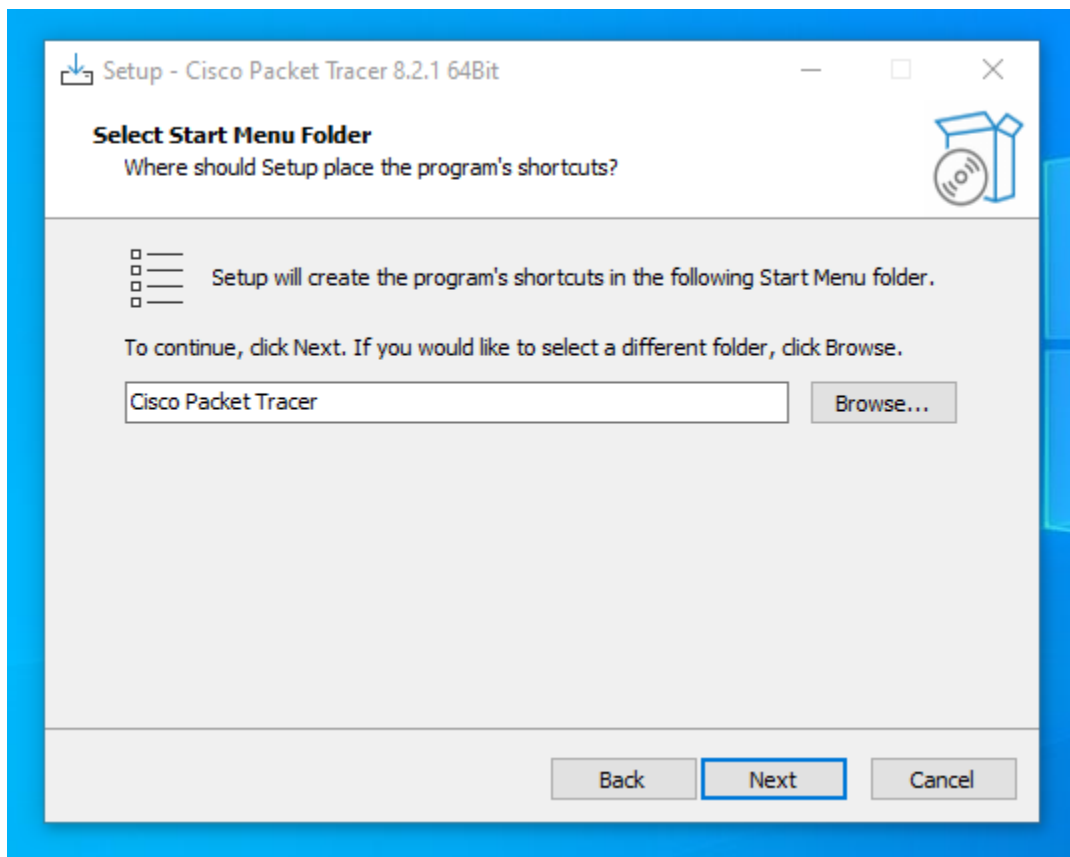 Setup - Cisco Packet Tracer 8.2.1 64Bit
Select Start Menu Folder
Where should Setup place the program's shortcuts?
Setup will create the program's shortcuts in the following Start Menu folder.
To continue, click Next. If you would like to select a different folder, click Browse.
Cisco Packet Tracer
Browse...
Back
Next
Cancel